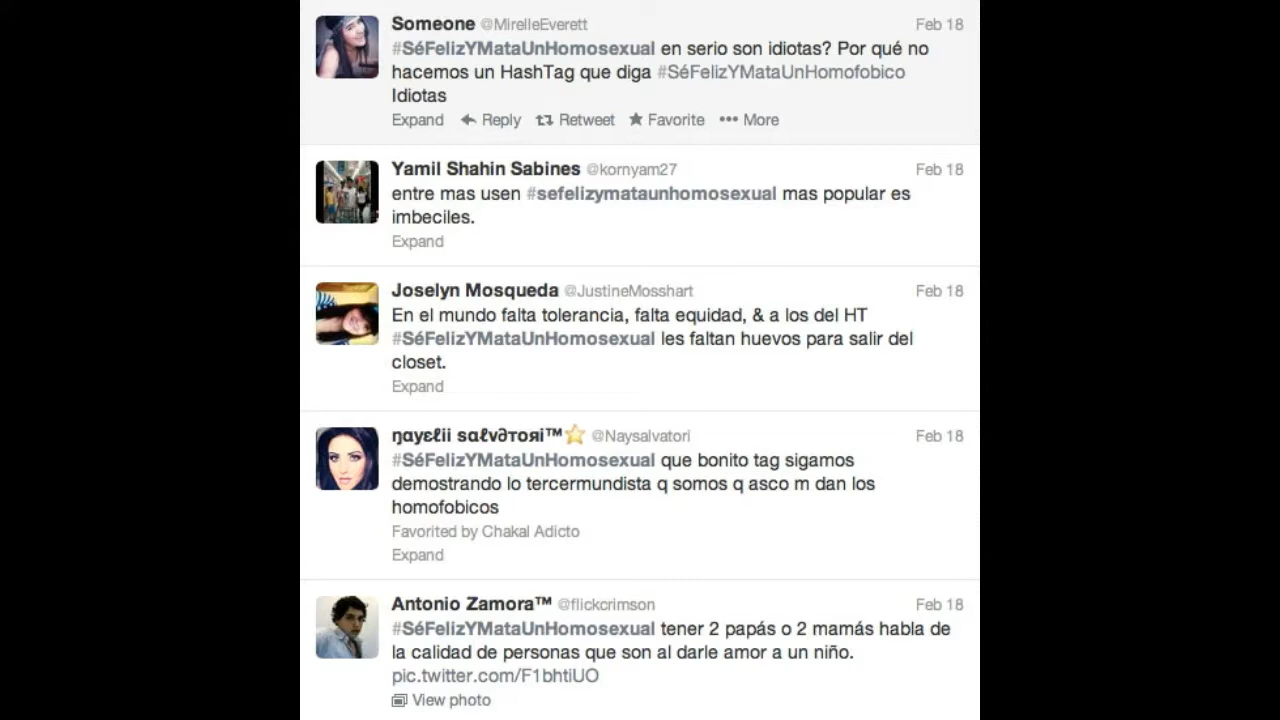 Someone @MirelleEverett Feb 18
#SéFelizYMataUnHomosexual en serio son idiotas? Por qué no
hacemos un HashTag que diga #SéFelizYMataUnHomofobico
Idiotas
Expand Reply Retweet Favorite More
Yamil Shahin Sabines @kornyam27 Feb 18
entre mas usen #sefelizymataunhomosexual mas popular es
imbeciles.
Expand
Joselyn Mosqueda @JustineMosshart Feb 18
En el mundo falta tolerancia, falta equidad, & a los del HT
#SéFelizYMataUnHomosexual les faltan huevos para salir del
closet.
Expand
ηαyεℓii sαℓv∂тояi™⭐ @Naysalvatori Feb 18
#SéFelizYMataUnHomosexual que bonito tag sigamos
demostrando lo tercermundista q somos q asco m dan los
homofobicos
Favorited by Chakal Adicto
Expand
Antonio Zamora™ @flickcrimson Feb 18
#SéFelizYMataUnHomosexual tener 2 papás o 2 mamás habla de
la calidad de personas que son al darle amor a un niño.
pic.twitter.com/F1bhtiUO
View photo